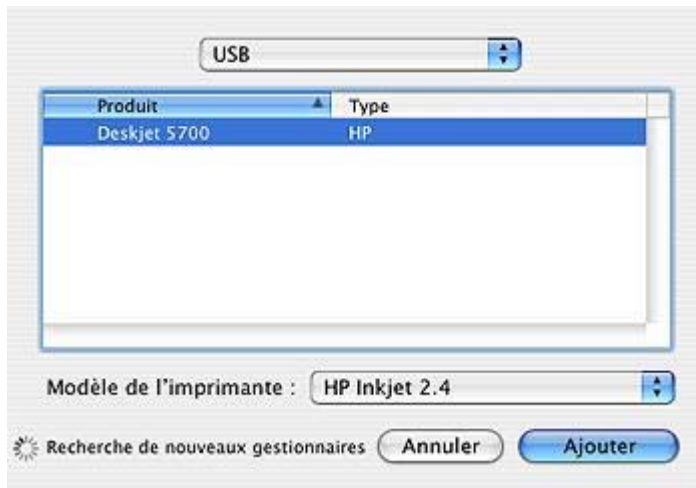 USB
Produit Type
Deskjet 5700 HP
Modèle de l'imprimante : HP Inkjet 2.4
Recherche de nouveaux gestionnaires Annuler Ajouter